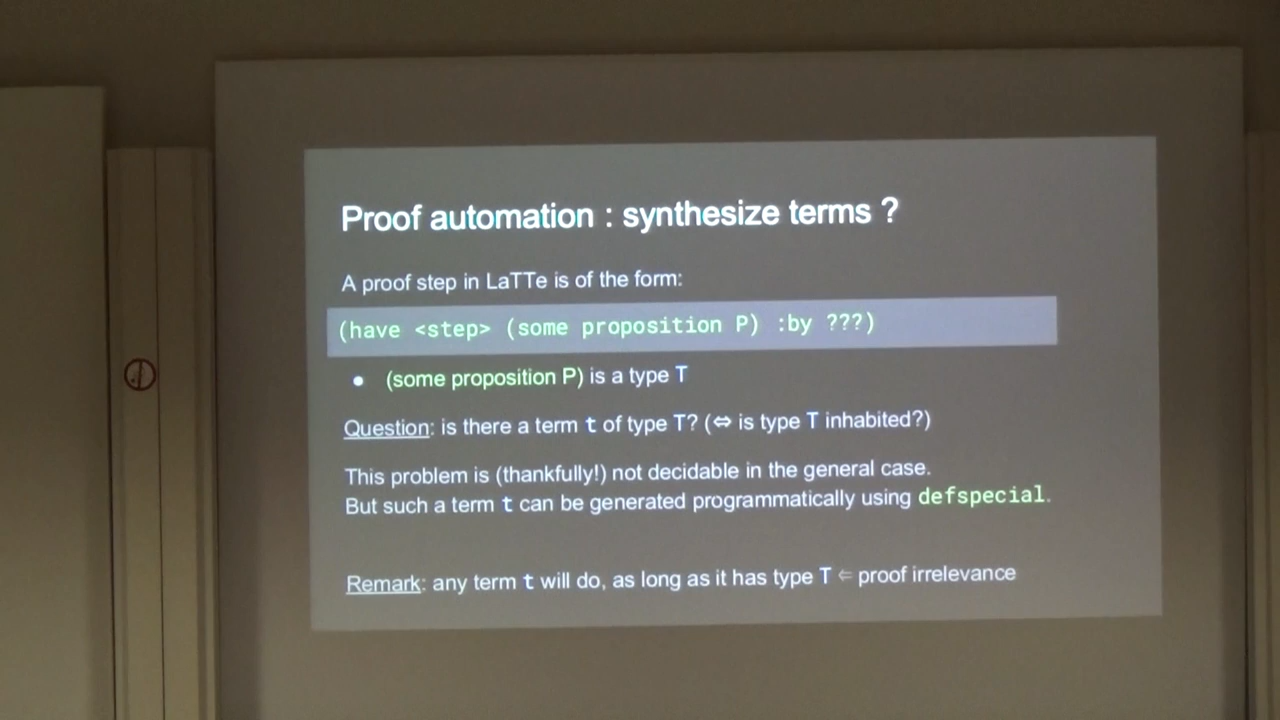 Proof automation : synthesize terms ?
A proof step in LaTTe is of the form:
(have <step> (some proposition P) :by ???)
• (some proposition P) is a type T
Question: is there a term t of type T? (⇔ is type T inhabited?)
This problem is (thankfully!) not decidable in the general case.
But such a term t can be generated programmatically using defspecial.
Remark: any term t will do, as long as it has type T ⇐ proof irrelevance